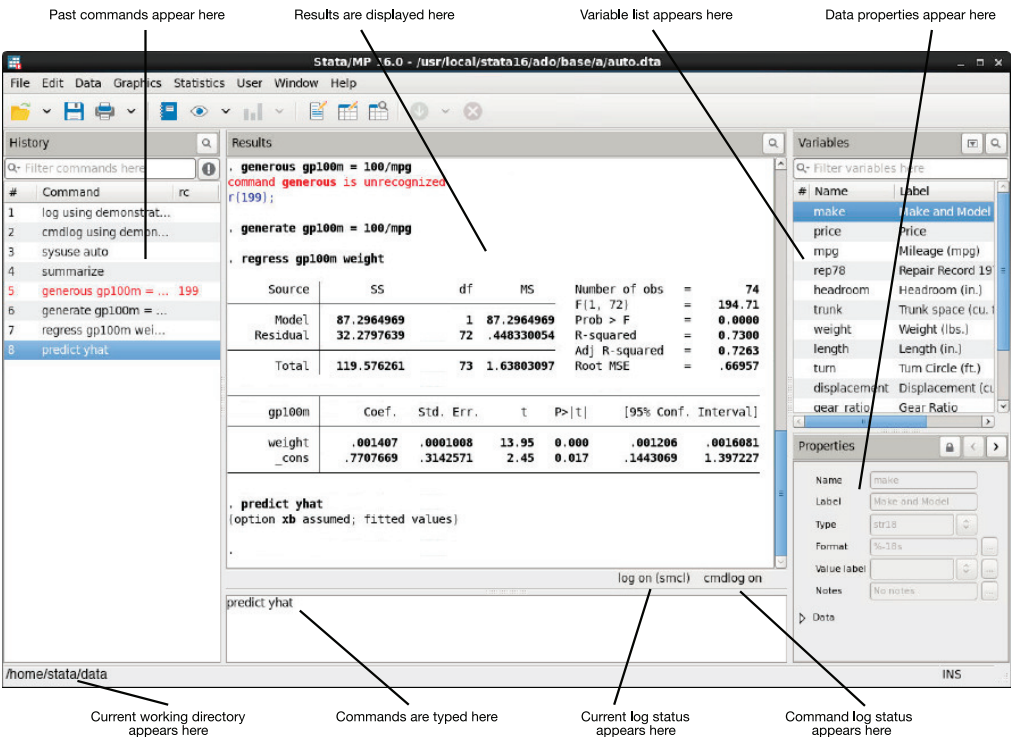 Past commands appear here
Results are displayed here
Variable list appears here
Data properties appear here
Stata/MP 16.0 - /usr/local/stata16/ado/base/a/auto.dta
File Edit Data Graphics Statistics User Window Help
History
Filter commands here
# Command rc
1 log using demonstrat...
2 cmdlog using demon...
3 sysuse auto
4 summarize
5 generous gp100m = ... 199
6 generate gp100m = ...
7 regress gp100m wei...
8 predict yhat
Results
. generous gp100m = 100/mpg
command generous is unrecognized
r(199);
. generate gp100m = 100/mpg
. regress gp100m weight
Source SS df MS Number of obs = 74
F(1, 72) = 194.71
Model 87.2964969 1 87.2964969 Prob > F = 0.0000
Residual 32.2797639 72 .448330054 R-squared = 0.7300
Adj R-squared = 0.7263
Total 119.576261 73 1.63803097 Root MSE = .66957
gp100m Coef. Std. Err. t P>|t| [95% Conf. Interval]
weight .001407 .0001008 13.95 0.000 .001206 .0016081
_cons .7707669 .3142571 2.45 0.017 .1443069 1.397227
. predict yhat
(option xb assumed; fitted values)
.
log on (smcl) cmdlog on
predict yhat
Variables
Filter variables here
# Name Label
make Make and Model
price Price
mpg Mileage (mpg)
rep78 Repair Record 19
headroom Headroom (in.)
trunk Trunk space (cu. f
weight Weight (lbs.)
length Length (in.)
turn Turn Circle (ft.)
displacement Displacement (cu
gear_ratio Gear Ratio
Properties
Name make
Label Make and Model
Type str18
Format %-18s
Value label
Notes No notes
Data
/home/stata/data
INS
Current working directory
appears here
Commands are typed here
Current log status
appears here
Command log status
appears here